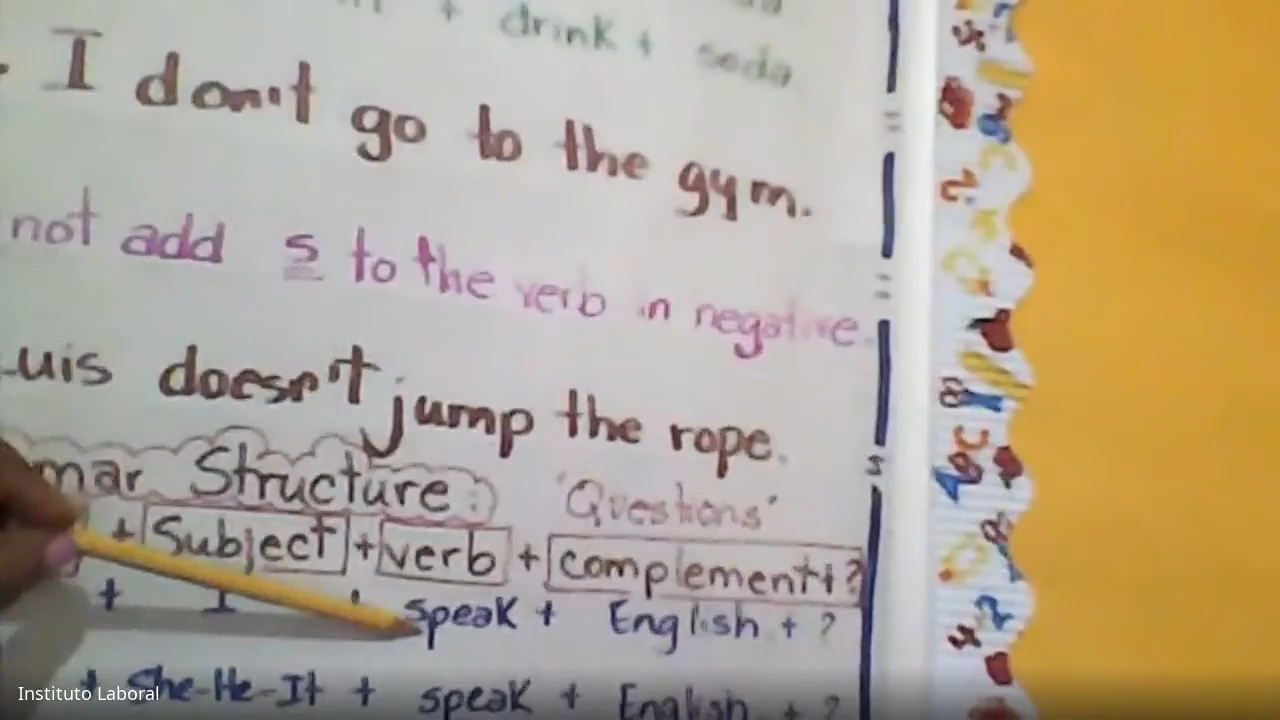 + drink + soda
I don't go to the gym.
not add s to the verb in negative.
Luis doesn't jump the rope.
mar Structure: 'Questions'
+ Subject + verb + complement + ?
+ I + speak + English + ?
+ She-He-It + speak + English + ?
Instituto Laboral